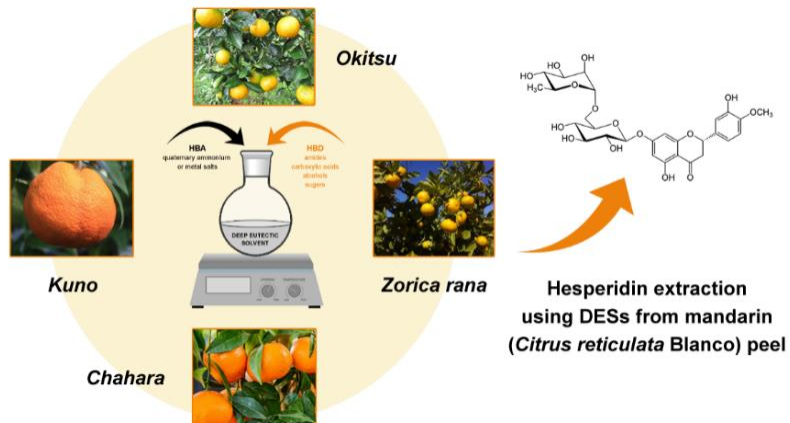 Okitsu
HBA
quaternary ammonium
or metal salts
HBD
amides
carboxylic acids
alcohols
sugars
DEEP EUTECTIC
SOLVENT
Kuno
Zorica rana
Chahara
OH
HO
OH
HO
H₃C
O
O
HO
O
O
HO
OH
O
OH
OCH₃
OH
O
Hesperidin extraction
using DESs from mandarin
(Citrus reticulata Blanco) peel